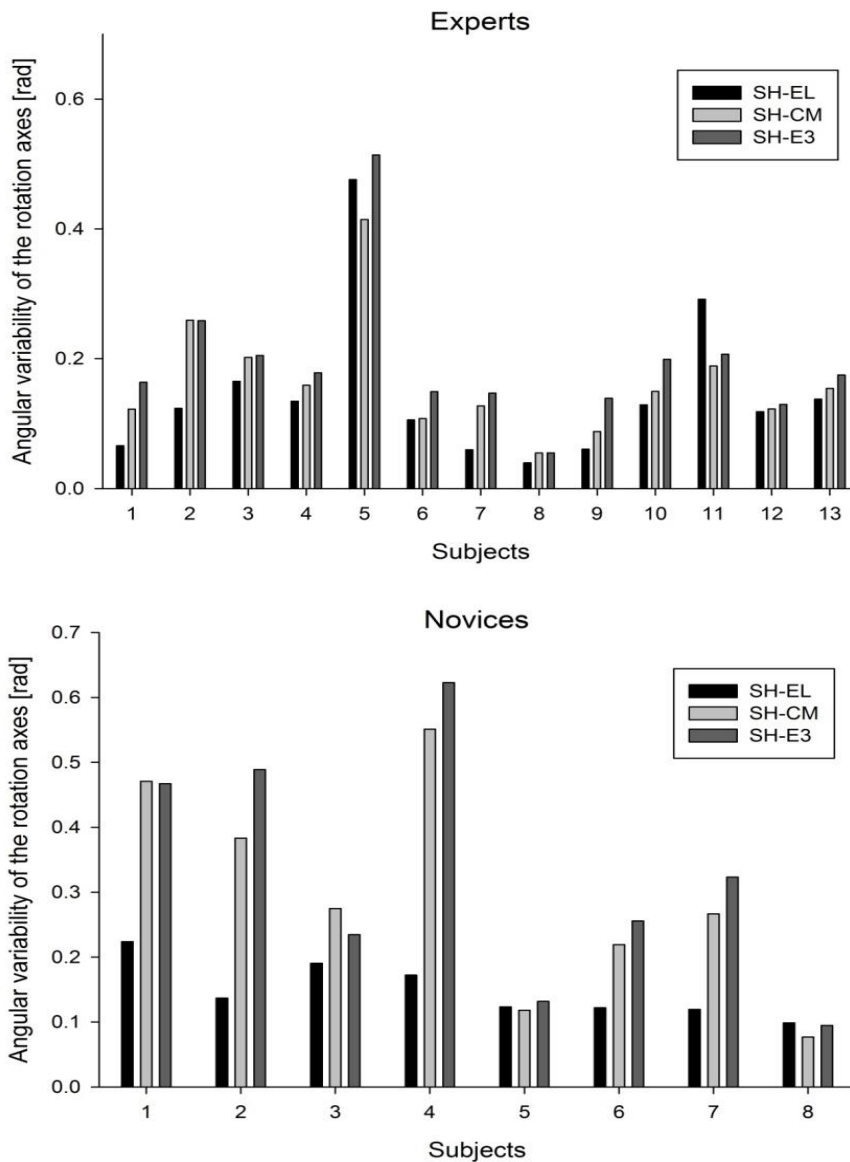 Experts
Angular variability of the rotation axes [rad]
0.6
0.4
0.2
0.0
SH-EL
SH-CM
SH-E3
1 2 3 4 5 6 7 8 9 10 11 12 13
Subjects
Novices
Angular variability of the rotation axes [rad]
0.7
0.6
0.5
0.4
0.3
0.2
0.1
0.0
SH-EL
SH-CM
SH-E3
1 2 3 4 5 6 7 8
Subjects